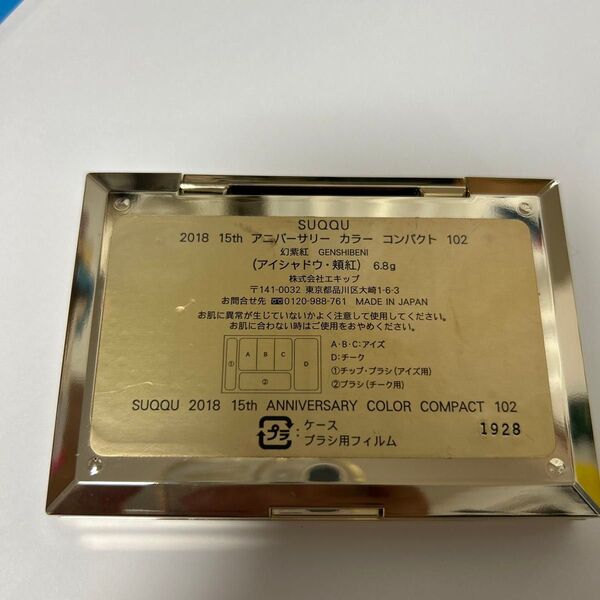 SUQQU
2018 15th アニバーサリー カラー コンパクト 102
幻紫紅 GENSHIBENI
(アイシャドウ・頬紅) 6.8g
株式会社エキップ
〒141-0032 東京都品川区大崎1-6-3
お問合せ先 0120-988-761 MADE IN JAPAN
お肌に異常が生じていないかよく注意して使用してください。
お肌に合わない時はご使用をおやめください。
A・B・C:アイズ
D:チーク
①チップ・ブラシ(アイズ用)
②ブラシ(チーク用)
① A B C D
②
SUQQU 2018 15th ANNIVERSARY COLOR COMPACT 102
プラ :ケース
ブラシ用フィルム
1928